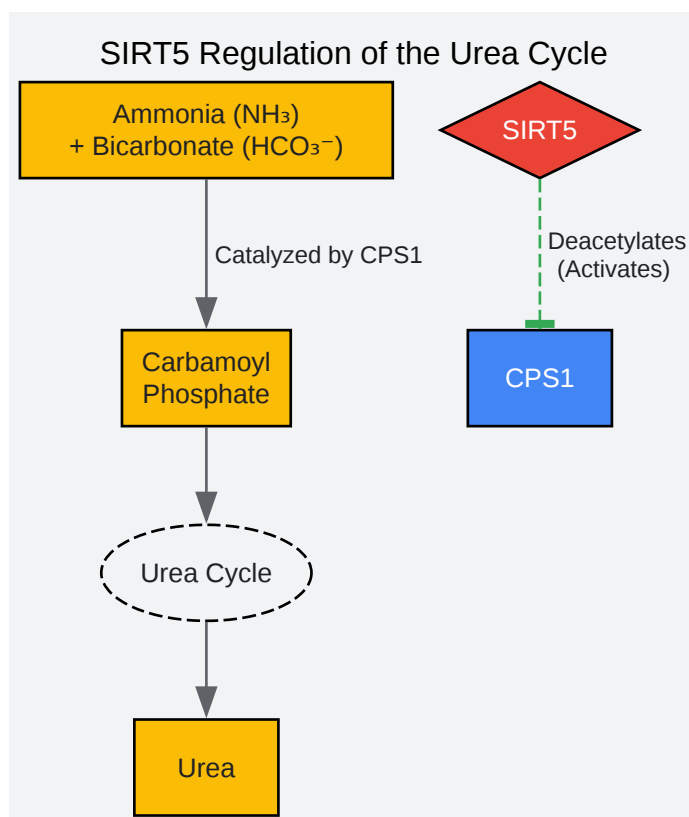 SIRT5 Regulation of the Urea Cycle
Ammonia (NH₃)
+ Bicarbonate (HCO₃⁻)
SIRT5
Catalyzed by CPS1
Deacetylates
(Activates)
Carbamoyl
Phosphate
CPS1
Urea Cycle
Urea